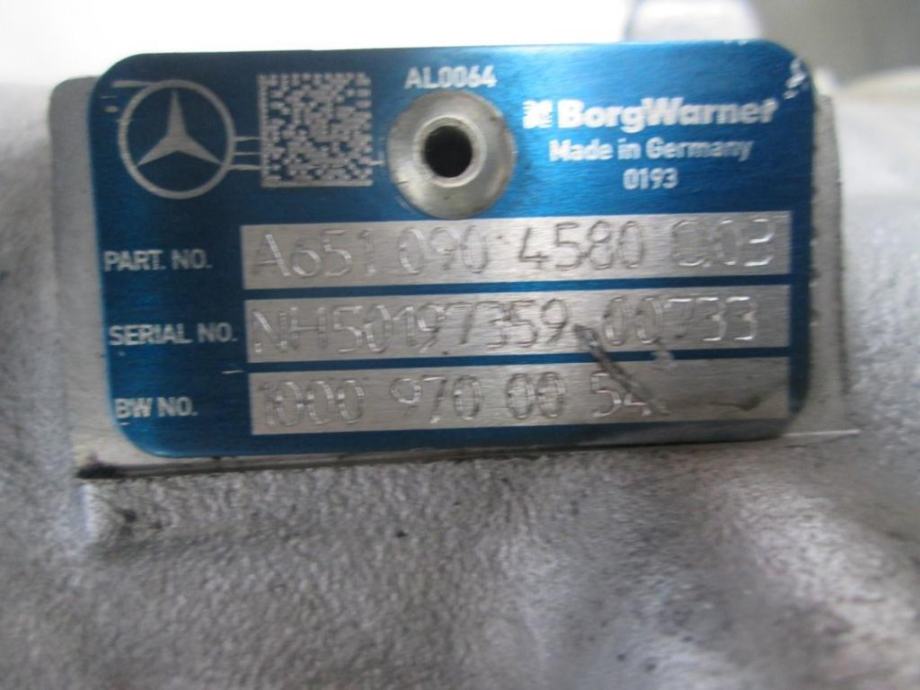 AL0064
BorgWarner
Made in Germany
0193
PART. NO. A651 090 4580 Q03
SERIAL NO. NH50197359 00733
BW NO. 1000 970 00 54